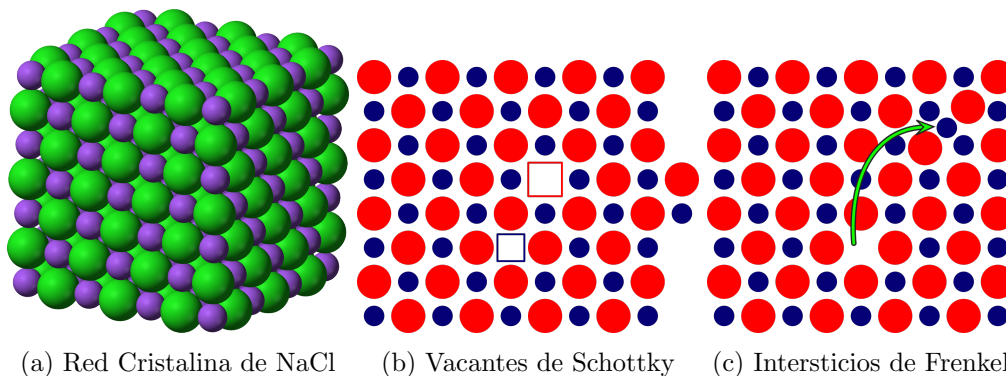 (a) Red Cristalina de NaCl
(b) Vacantes de Schottky
(c) Intersticios de Frenkel